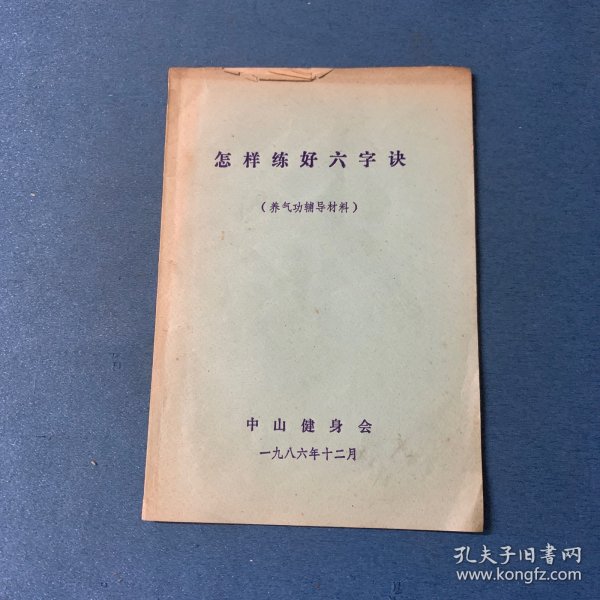 怎样练好六字诀
（养气功辅导材料）
中山健身会
一九八六年十二月
孔夫子旧书网
www.kongfz.com